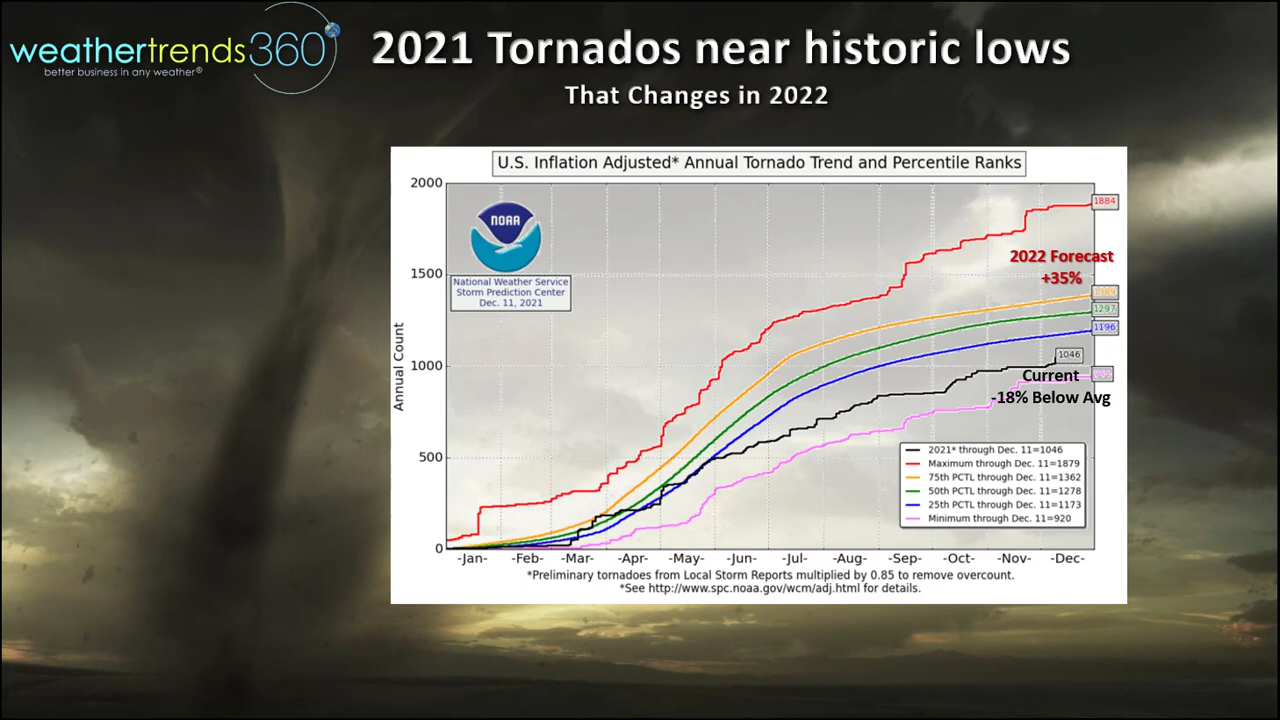 weathertrends360°
better business in any weather®
2021 Tornados near historic lows
That Changes in 2022
U.S. Inflation Adjusted* Annual Tornado Trend and Percentile Ranks
2000
1500
1000
500
0
Annual Count
NOAA
National Weather Service
Storm Prediction Center
Dec. 11, 2021
1884
2022 Forecast
+35%
1297
1196
1046
Current
-18% Below Avg
2021* through Dec. 11=1046
Maximum through Dec. 11=1879
75th PCTL through Dec. 11=1362
50th PCTL through Dec. 11=1278
25th PCTL through Dec. 11=1173
Minimum through Dec. 11=920
-Jan- -Feb- -Mar- -Apr- -May- -Jun- -Jul- -Aug- -Sep- -Oct- -Nov- -Dec-
*Preliminary tornadoes from Local Storm Reports multiplied by 0.85 to remove overcount.
*See http://www.spc.noaa.gov/wcm/adj.html for details.